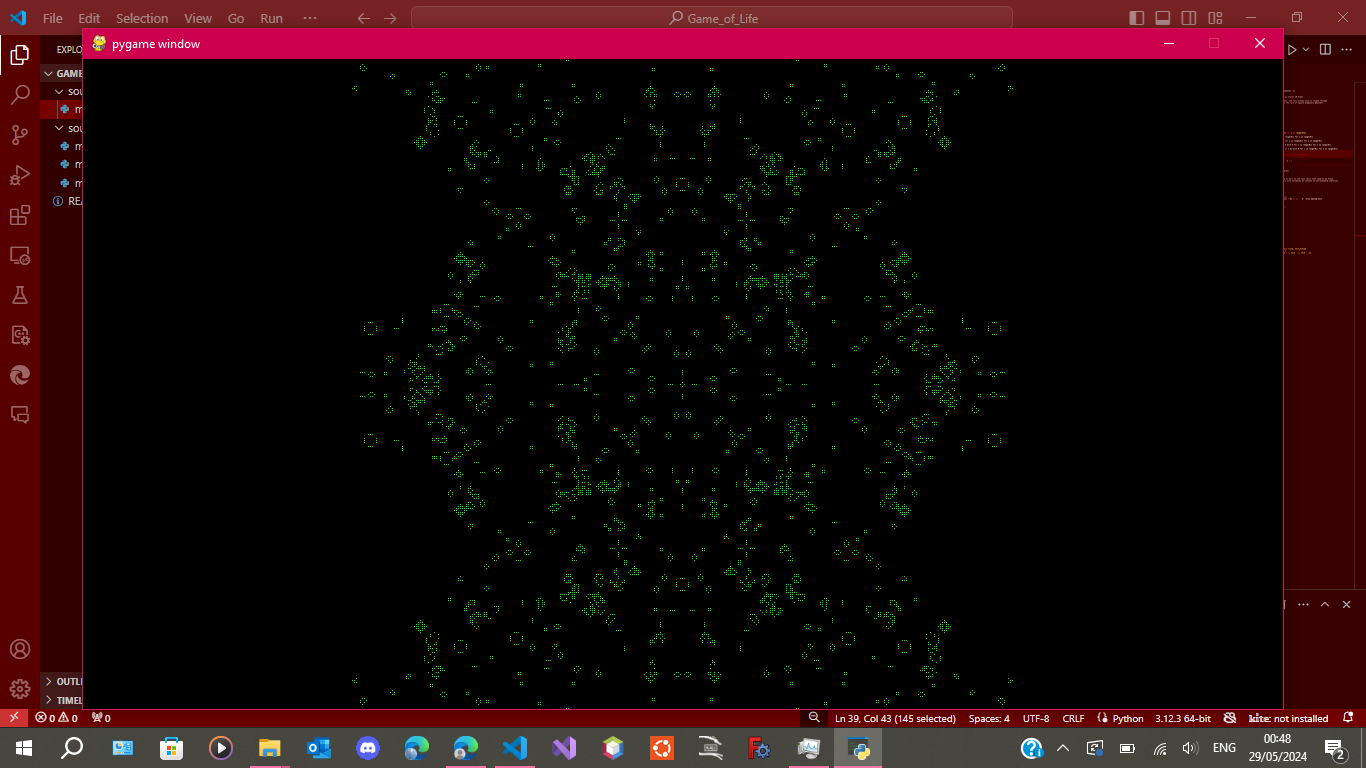 File Edit Selection View Go Run ··· Game_of_Life
pygame window
EXPLO
GAME
sou
m
sou
m
m
m
REA
OUTLI
TIMEL
0 0 0 Ln 39, Col 43 (145 selected) Spaces: 4 UTF-8 CRLF Python 3.12.3 64-bit kite: not installed
ENG 00:48
29/05/2024 2